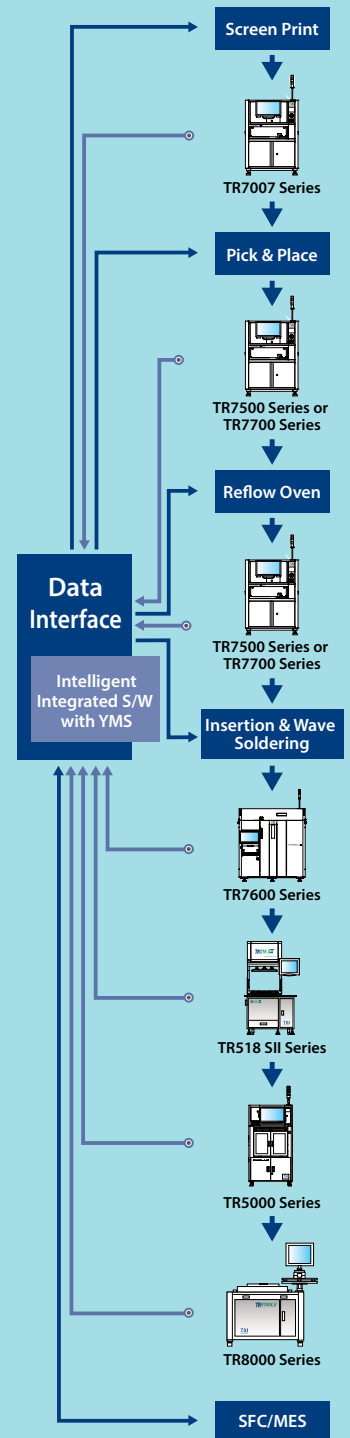 Screen Print
TR7007 Series
Pick & Place
TR7500 Series or
TR7700 Series
Reflow Oven
Data
Interface
Intelligent
Integrated S/W
with YMS
TR7500 Series or
TR7700 Series
Insertion & Wave
Soldering
TR7600 Series
TR518 SII Series
TR5000 Series
TRI
TR8000 Series
SFC/MES